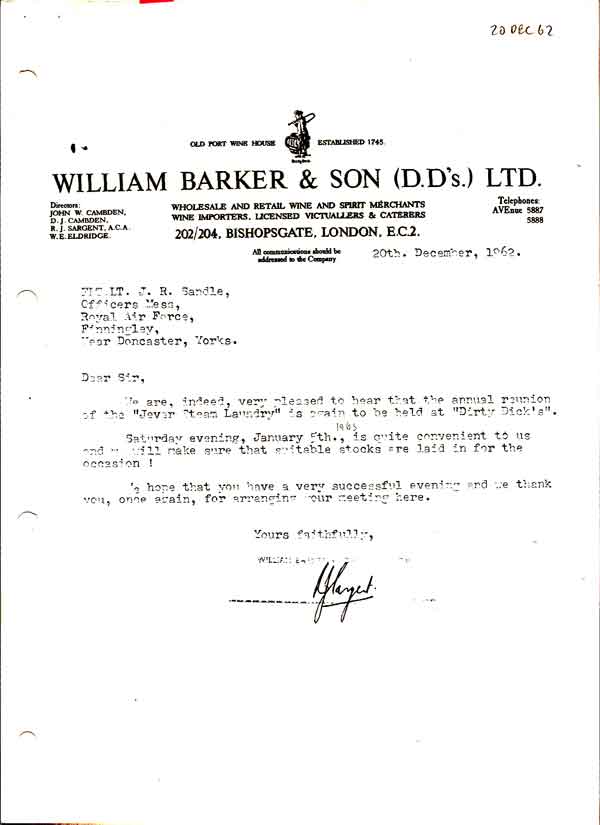 20 DEC 62
OLD PORT WINE HOUSE ESTABLISHED 1745.
WILLIAM BARKER & SON (D.D's.) LTD.
Directors:
JOHN W. CAMBDEN,
D. J. CAMBDEN,
R. J. SARGENT, A.C.A.
W. E. ELDRIDGE.
WHOLESALE AND RETAIL WINE AND SPIRIT MERCHANTS
WINE IMPORTERS, LICENSED VICTUALLERS & CATERERS
202/204, BISHOPSGATE, LONDON, E.C.2.
Telephones:
AVEnue 5887
5888
All communications should be
addressed to the Company
20th. December, 1962.
FLT.LT. J. R. Sandle,
Officers Mess,
Royal Air Force,
Finningley,
Near Doncaster, Yorks.
Dear Sir,
We are, indeed, very pleased to hear that the annual reunion
of the "Jever Steam Laundry" is again to be held at "Dirty Dick's".
1963
Saturday evening, January 5th., is quite convenient to us
and we will make sure that suitable stocks are laid in for the
occasion !
We hope that you have a very successful evening and we thank
you, once again, for arranging your meeting here.
Yours faithfully,
WILLIAM
RJSargent.